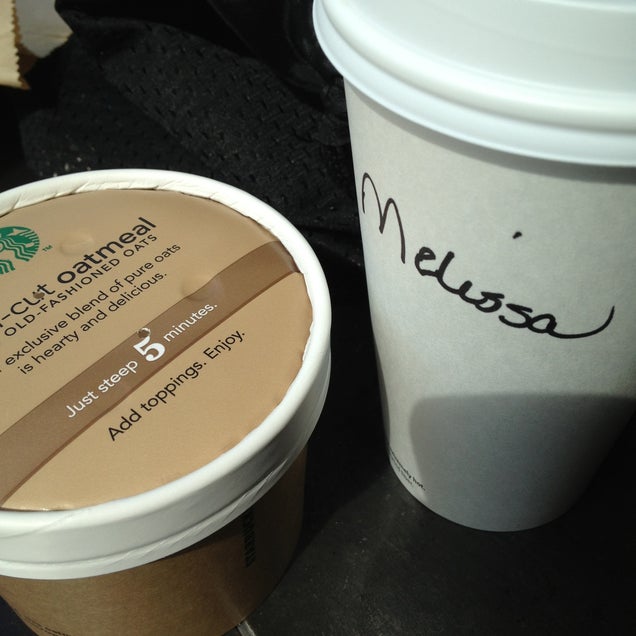 -Cut oatmeal
OLD-FASHIONED OATS
exclusive blend of pure oats
is hearty and delicious.
Just steep 5 minutes.
Add toppings. Enjoy.
TM
Melissa